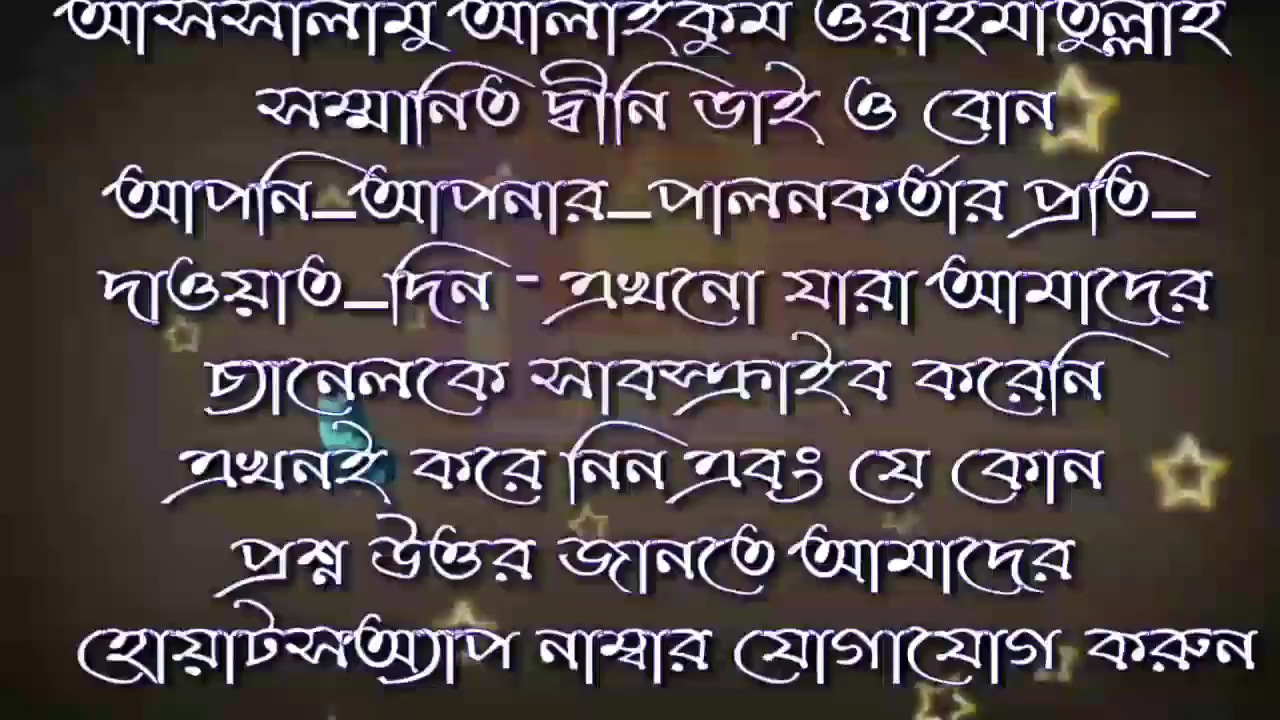 আসসালামু আলাইকুম ওরাহমাতুল্লাহ
সম্মানিত দ্বীনি ভাই ও বোন
আপনি_আপনার_পালনকর্তার প্রতি_
দাওয়াত_দিন - এখনো যারা আমাদের
চ্যানেলকে সাবস্ক্রাইব করেনি
এখনই করে নিন এবং যে কোন
প্রশ্ন উত্তর জানতে আমাদের
হোয়াটসঅ্যাপ নাম্বার যোগাযোগ করুন